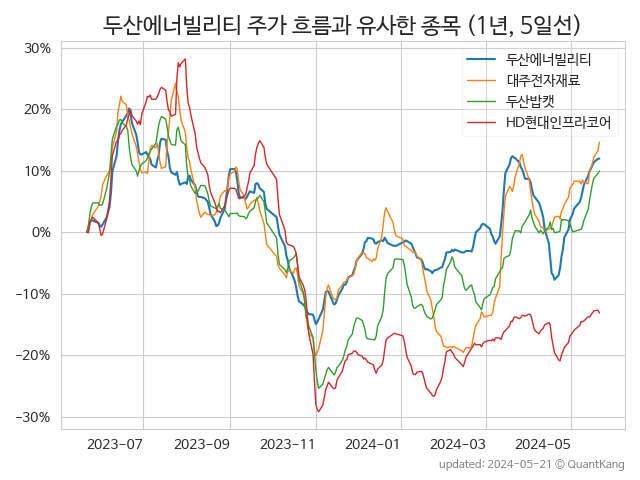 두산에너빌리티 주가 흐름과 유사한 종목 (1년, 5일선)
30%
20%
10%
0%
−10%
−20%
−30%
두산에너빌리티
대주전자재료
두산밥캣
HD현대인프라코어
2023-07
2023-09
2023-11
2024-01
2024-03
2024-05
updated: 2024-05-21 © QuantKang